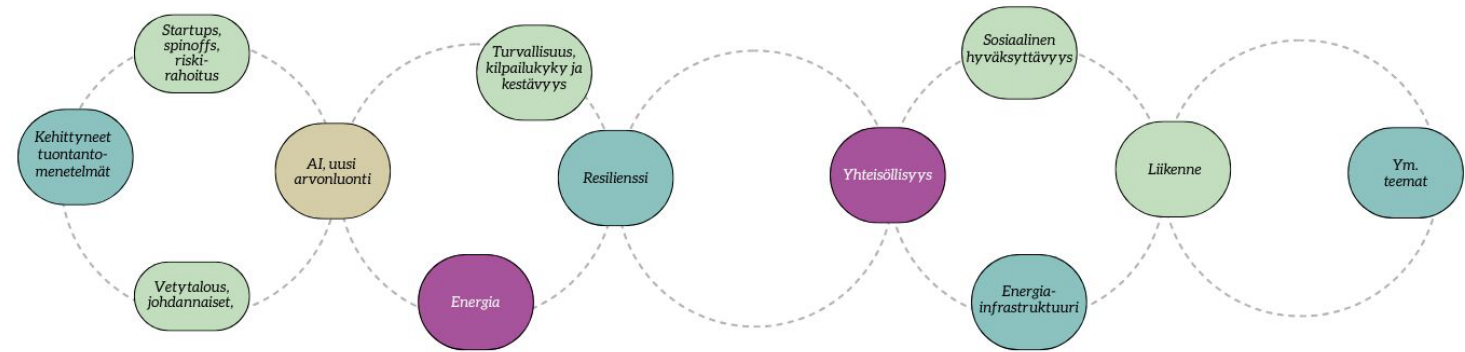 Startups,
spinoffs,
riski-
rahoitus
Kehittyneet
tuontanto-
menetelmät
Vetytalous,
johdannaiset,
AI, uusi
arvonluonti
Turvallisuus,
kilpailukyky ja
kestävyys
Energia
Resilienssi
Yhteisöllisyys
Sosiaalinen
hyväksyttävyys
Energia-
infrastruktuuri
Liikenne
Ym.
teemat